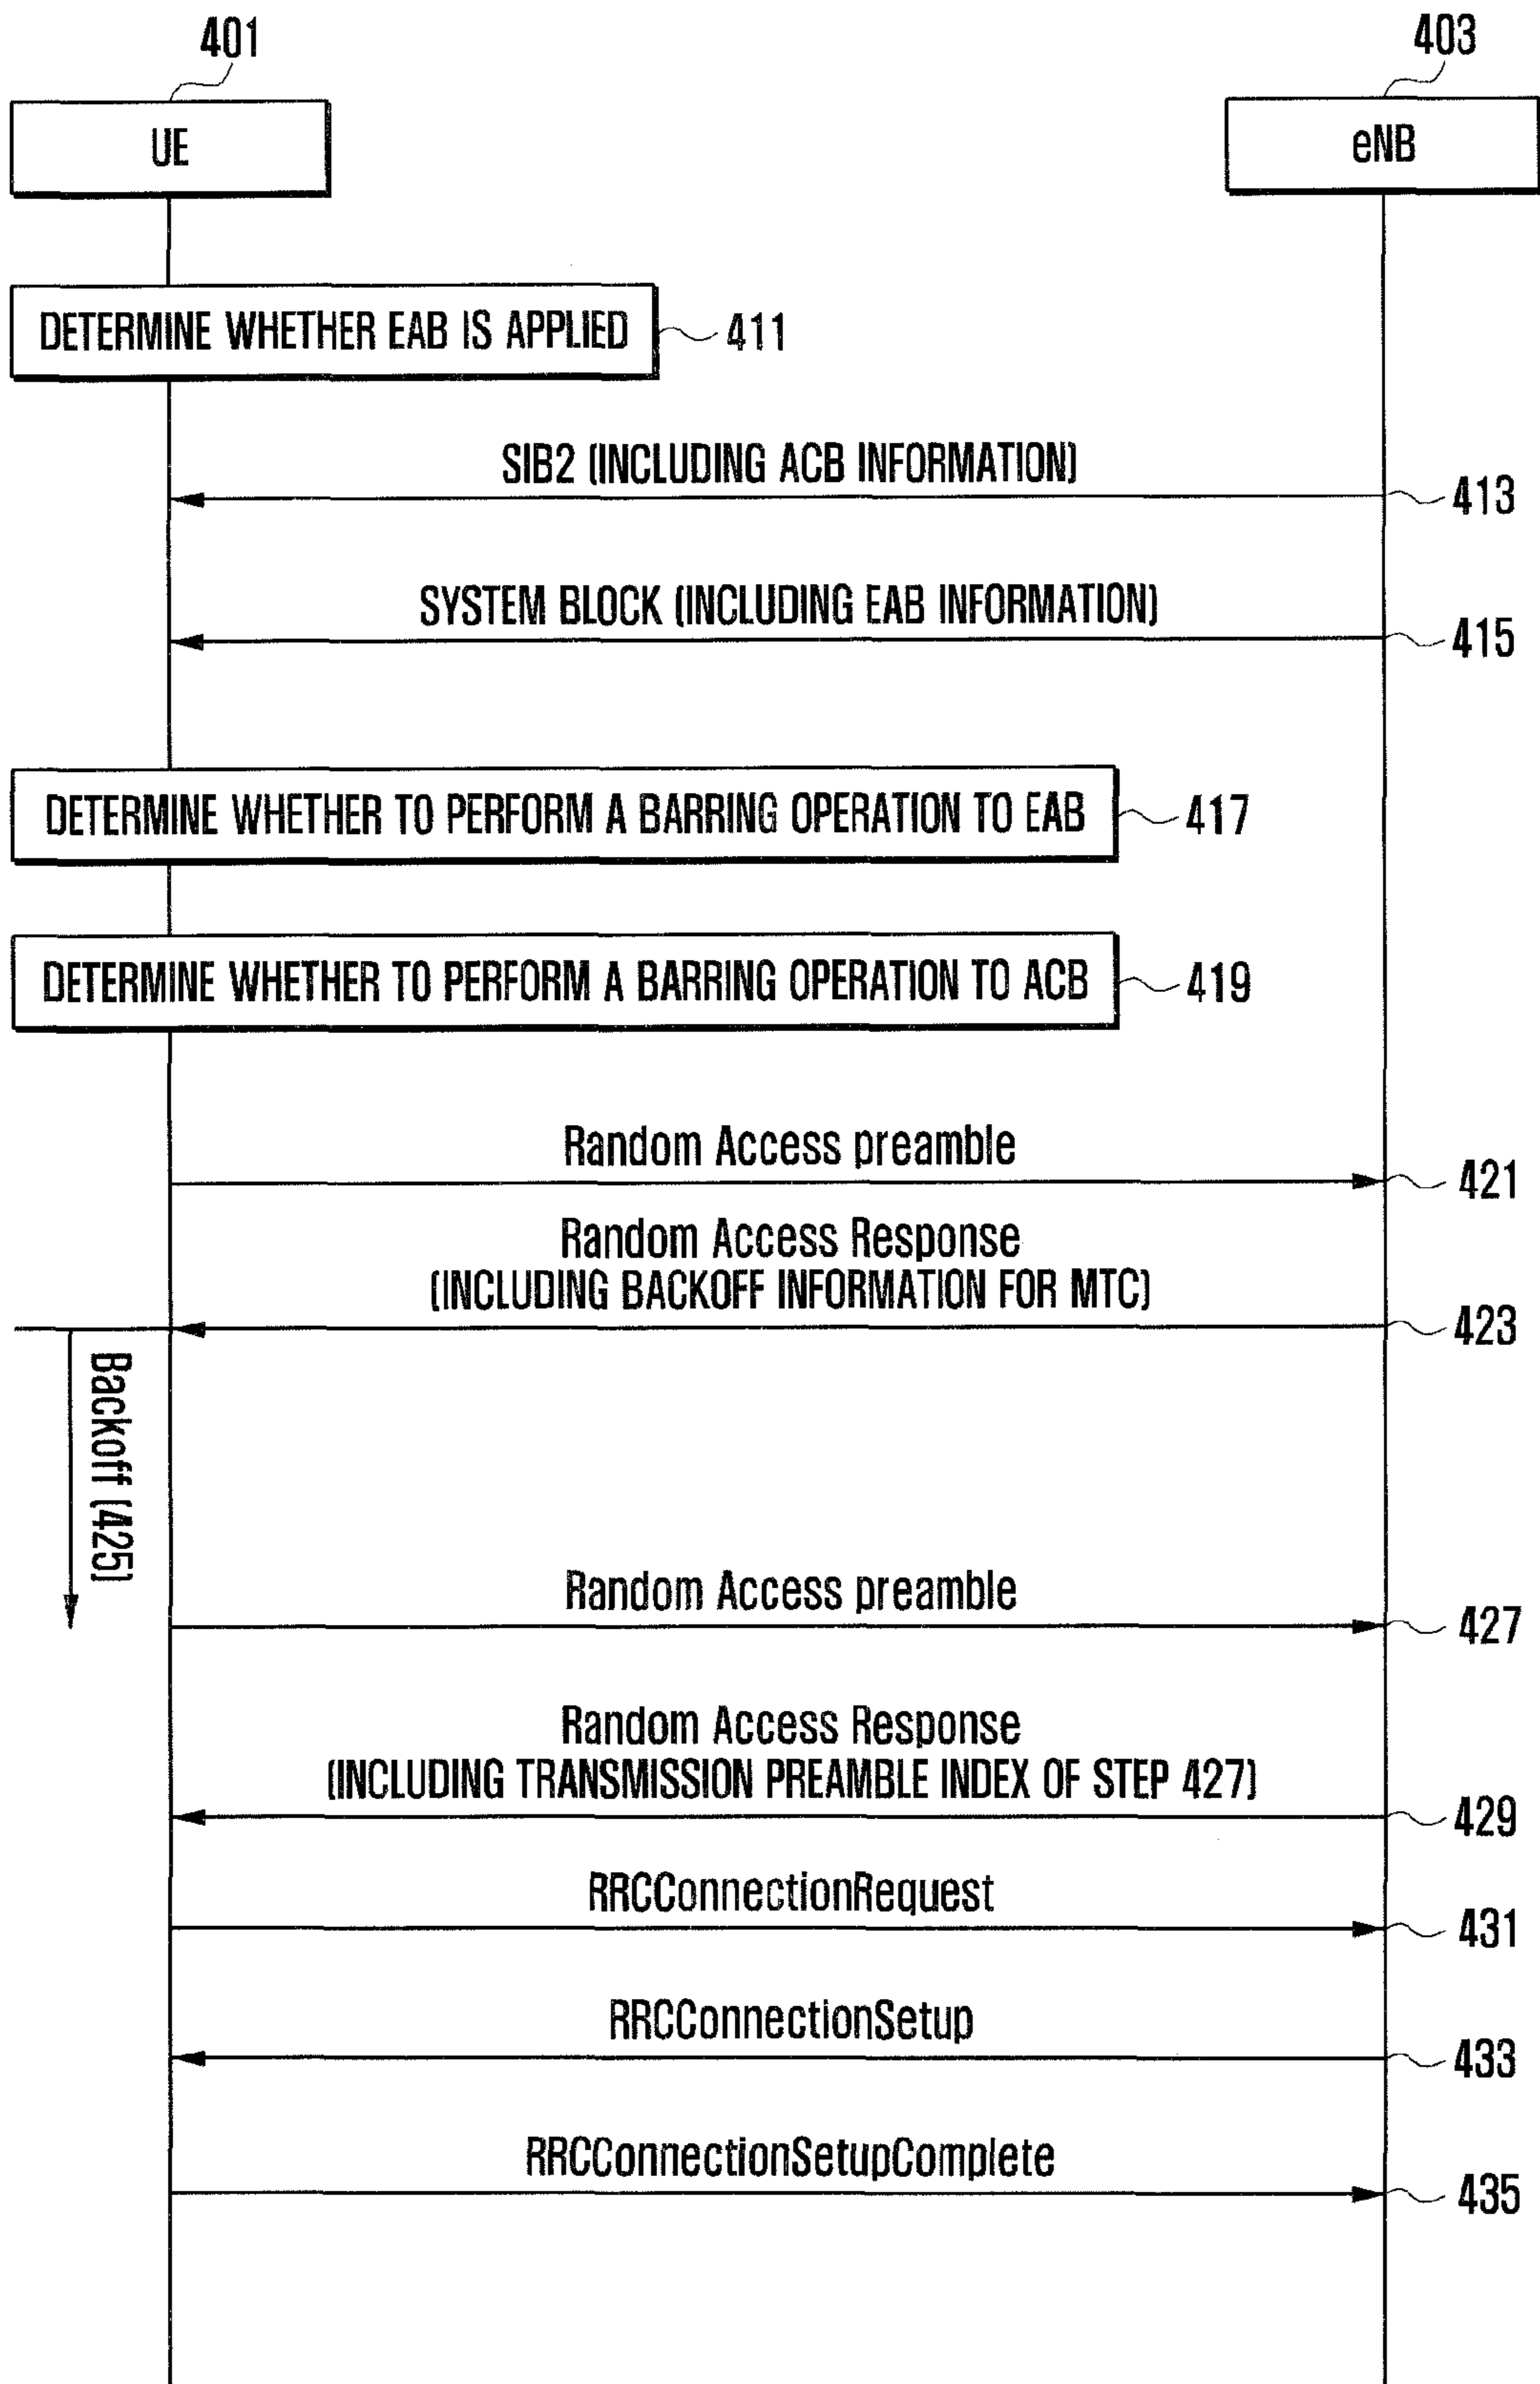 401
403
UE
eNB
DETERMINE WHETHER EAB IS APPLIED
411
SIB2 (INCLUDING ACB INFORMATION)
413
SYSTEM BLOCK (INCLUDING EAB INFORMATION)
415
DETERMINE WHETHER TO PERFORM A BARRING OPERATION TO EAB
417
DETERMINE WHETHER TO PERFORM A BARRING OPERATION TO ACB
419
Random Access preamble
421
Random Access Response
(INCLUDING BACKOFF INFORMATION FOR MTC)
423
Backoff (425)
Random Access preamble
427
Random Access Response
(INCLUDING TRANSMISSION PREAMBLE INDEX OF STEP 427)
429
RRCConnectionRequest
431
RRCConnectionSetup
433
RRCConnectionSetupComplete
435